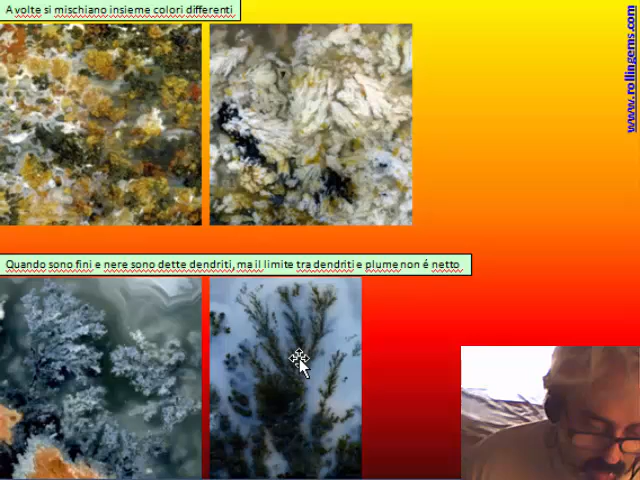 A volte si mischiano insieme colori differenti
www.rollingems.com
Quando sono fini e nere sono dette dendriti, ma il limite tra dendriti e plume non é netto